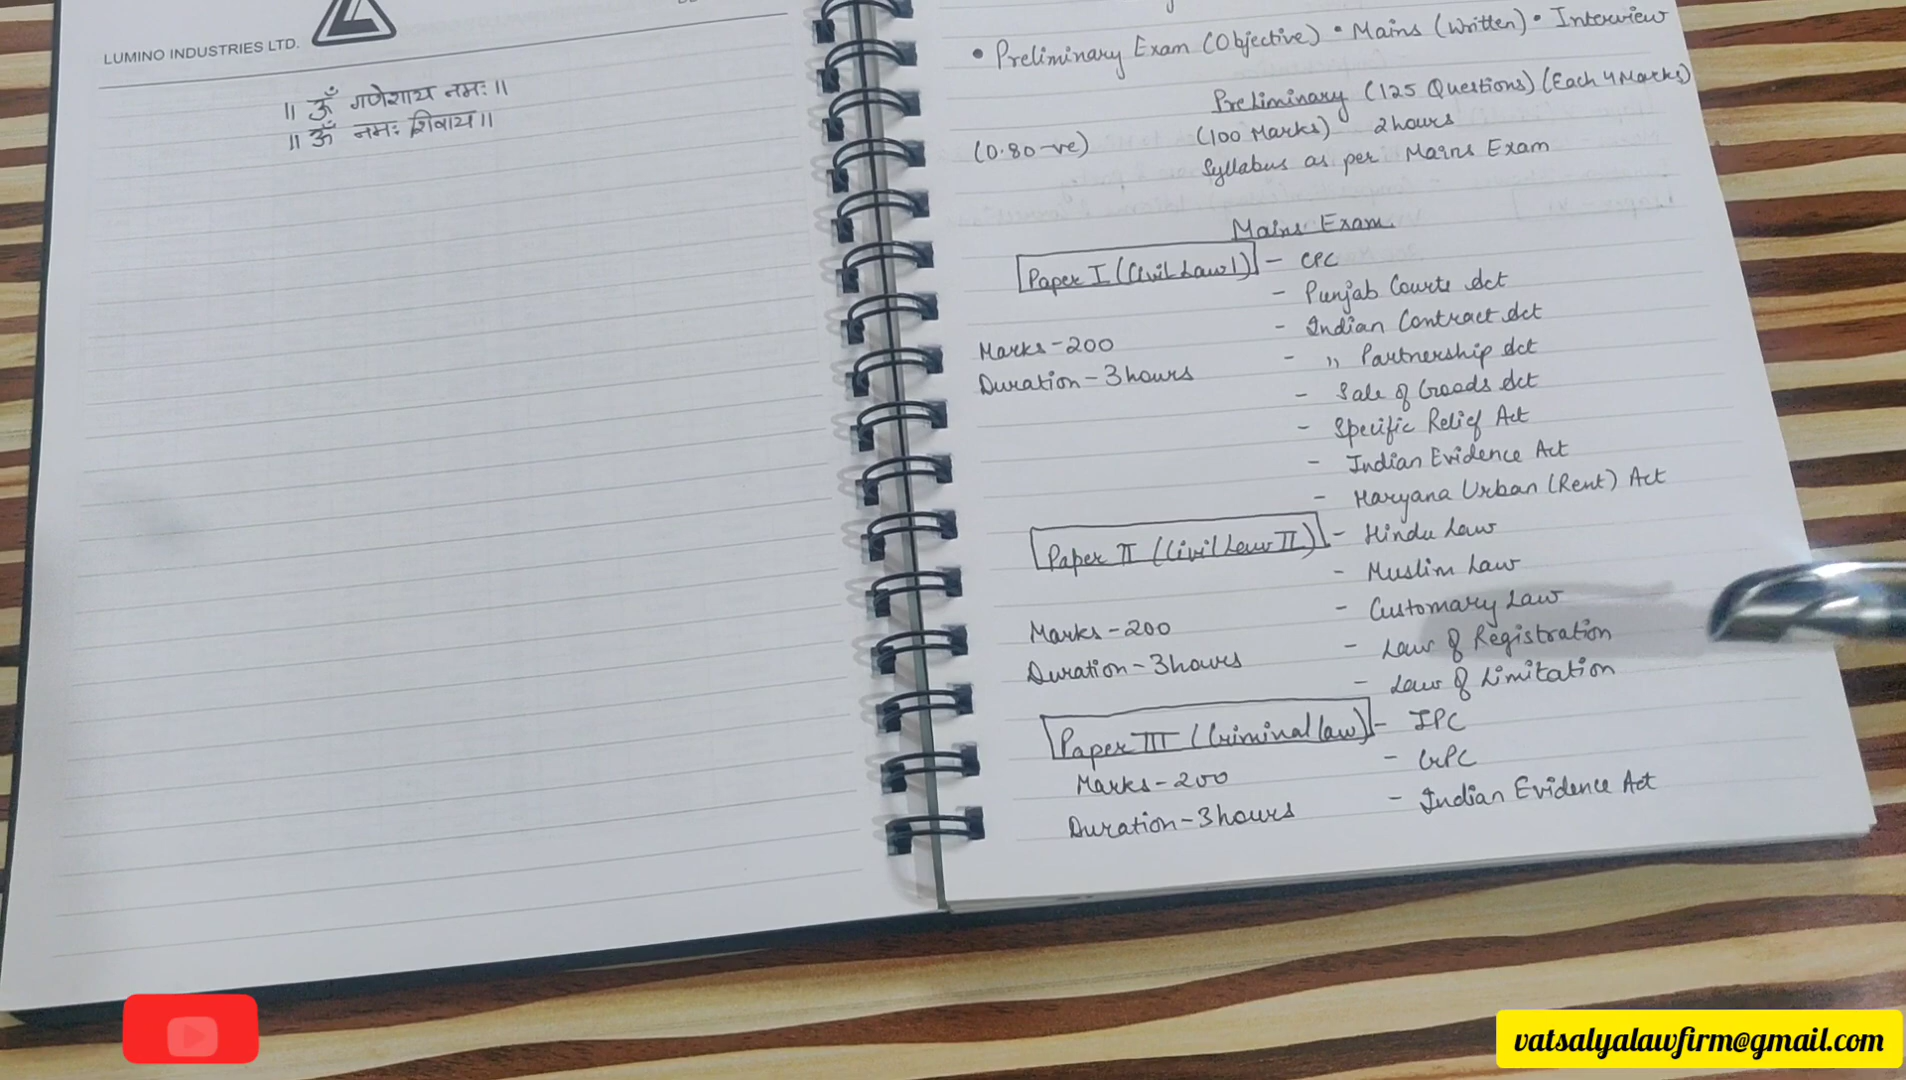 LUMINO INDUSTRIES LTD.
॥ ॐ गणेशाय नमः ॥
॥ ॐ नमः शिवाय ॥
• Preliminary Exam (Objective) • Mains (Written) • Interview
Preliminary (125 Questions) (Each 4 Marks)
(0.80-ve) (100 Marks) 2 hours
Syllabus as per Mains Exam
Mains Exam
Paper I (Civil Law I) - CPC
- Punjab Courts Act
- Indian Contract Act
Marks - 200
- " Partnership Act
Duration - 3 hours
- Sale of Goods Act
- Specific Relief Act
- Indian Evidence Act
- Haryana Urban (Rent) Act
Paper II (Civil Law II) - Hindu Law
- Muslim Law
- Customary Law
Marks - 200
- Law of Registration
Duration - 3 hours
- Law of Limitation
Paper III (Criminal Law) - IPC
Marks - 200
- CrPC
Duration - 3 hours
- Indian Evidence Act
vatsalyalawfirm@gmail.com